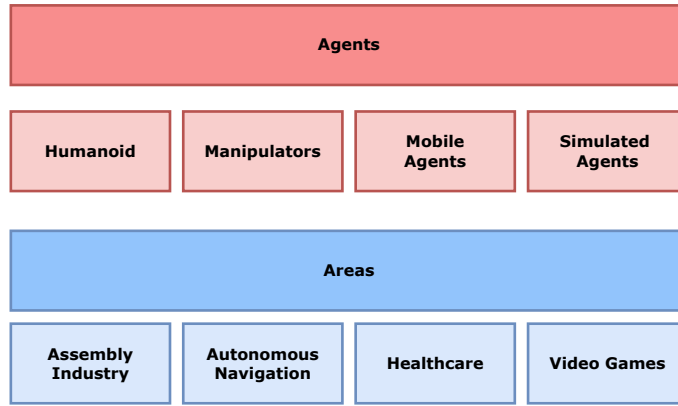 Agents
Humanoid
Manipulators
Mobile
Agents
Simulated
Agents
Areas
Assembly
Industry
Autonomous
Navigation
Healthcare
Video Games